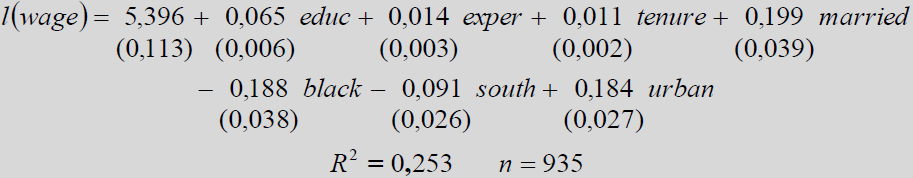 l(wage) = 5,396 + 0,065 educ + 0,014 exper + 0,011 tenure + 0,199 married
(0,113) (0,006) (0,003) (0,002) (0,039)
− 0,188 black − 0,091 south + 0,184 urban
(0,038) (0,026) (0,027)
R² = 0,253 n = 935